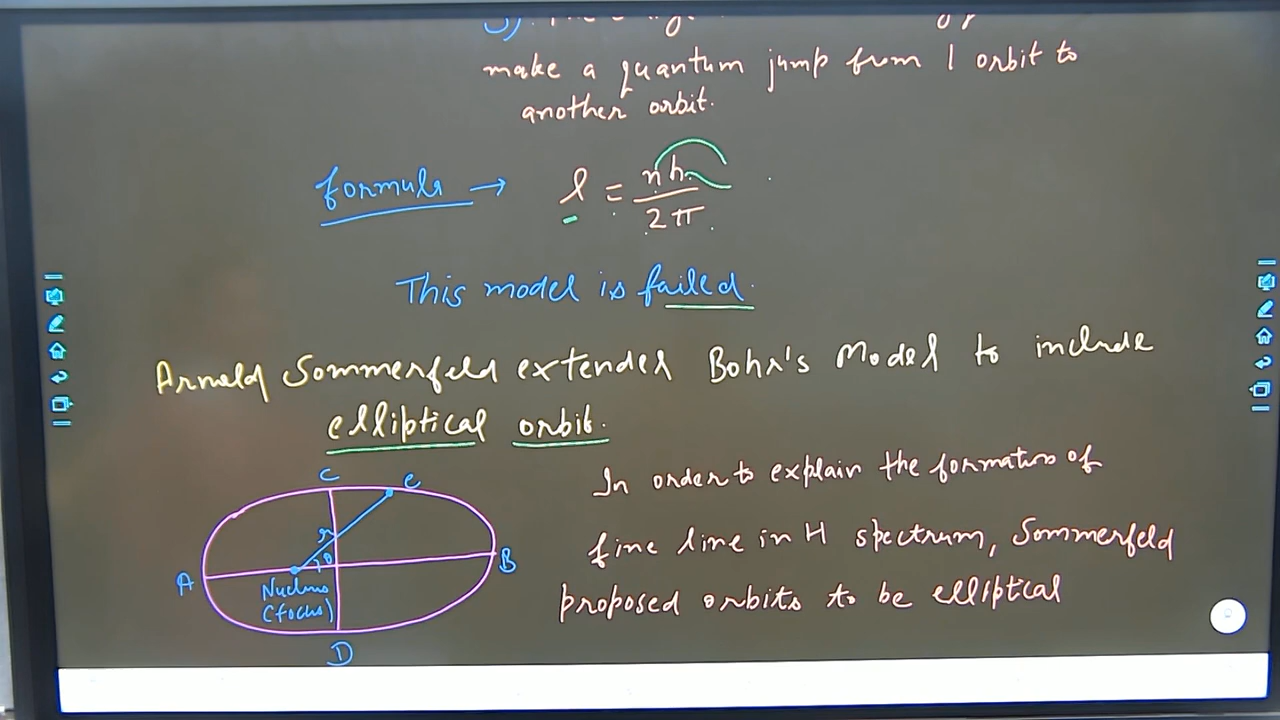 make a quantum jump from 1 orbit to
another orbit.
formula → l = nh / 2π
This model is failed.
Arnold Sommerfeld extended Bohr's Model to include
elliptical orbit.
C e
r
θ
A B
Nucleus
(focus)
D
In order to explain the formation of
fine line in H spectrum, Sommerfeld
proposed orbits to be elliptical